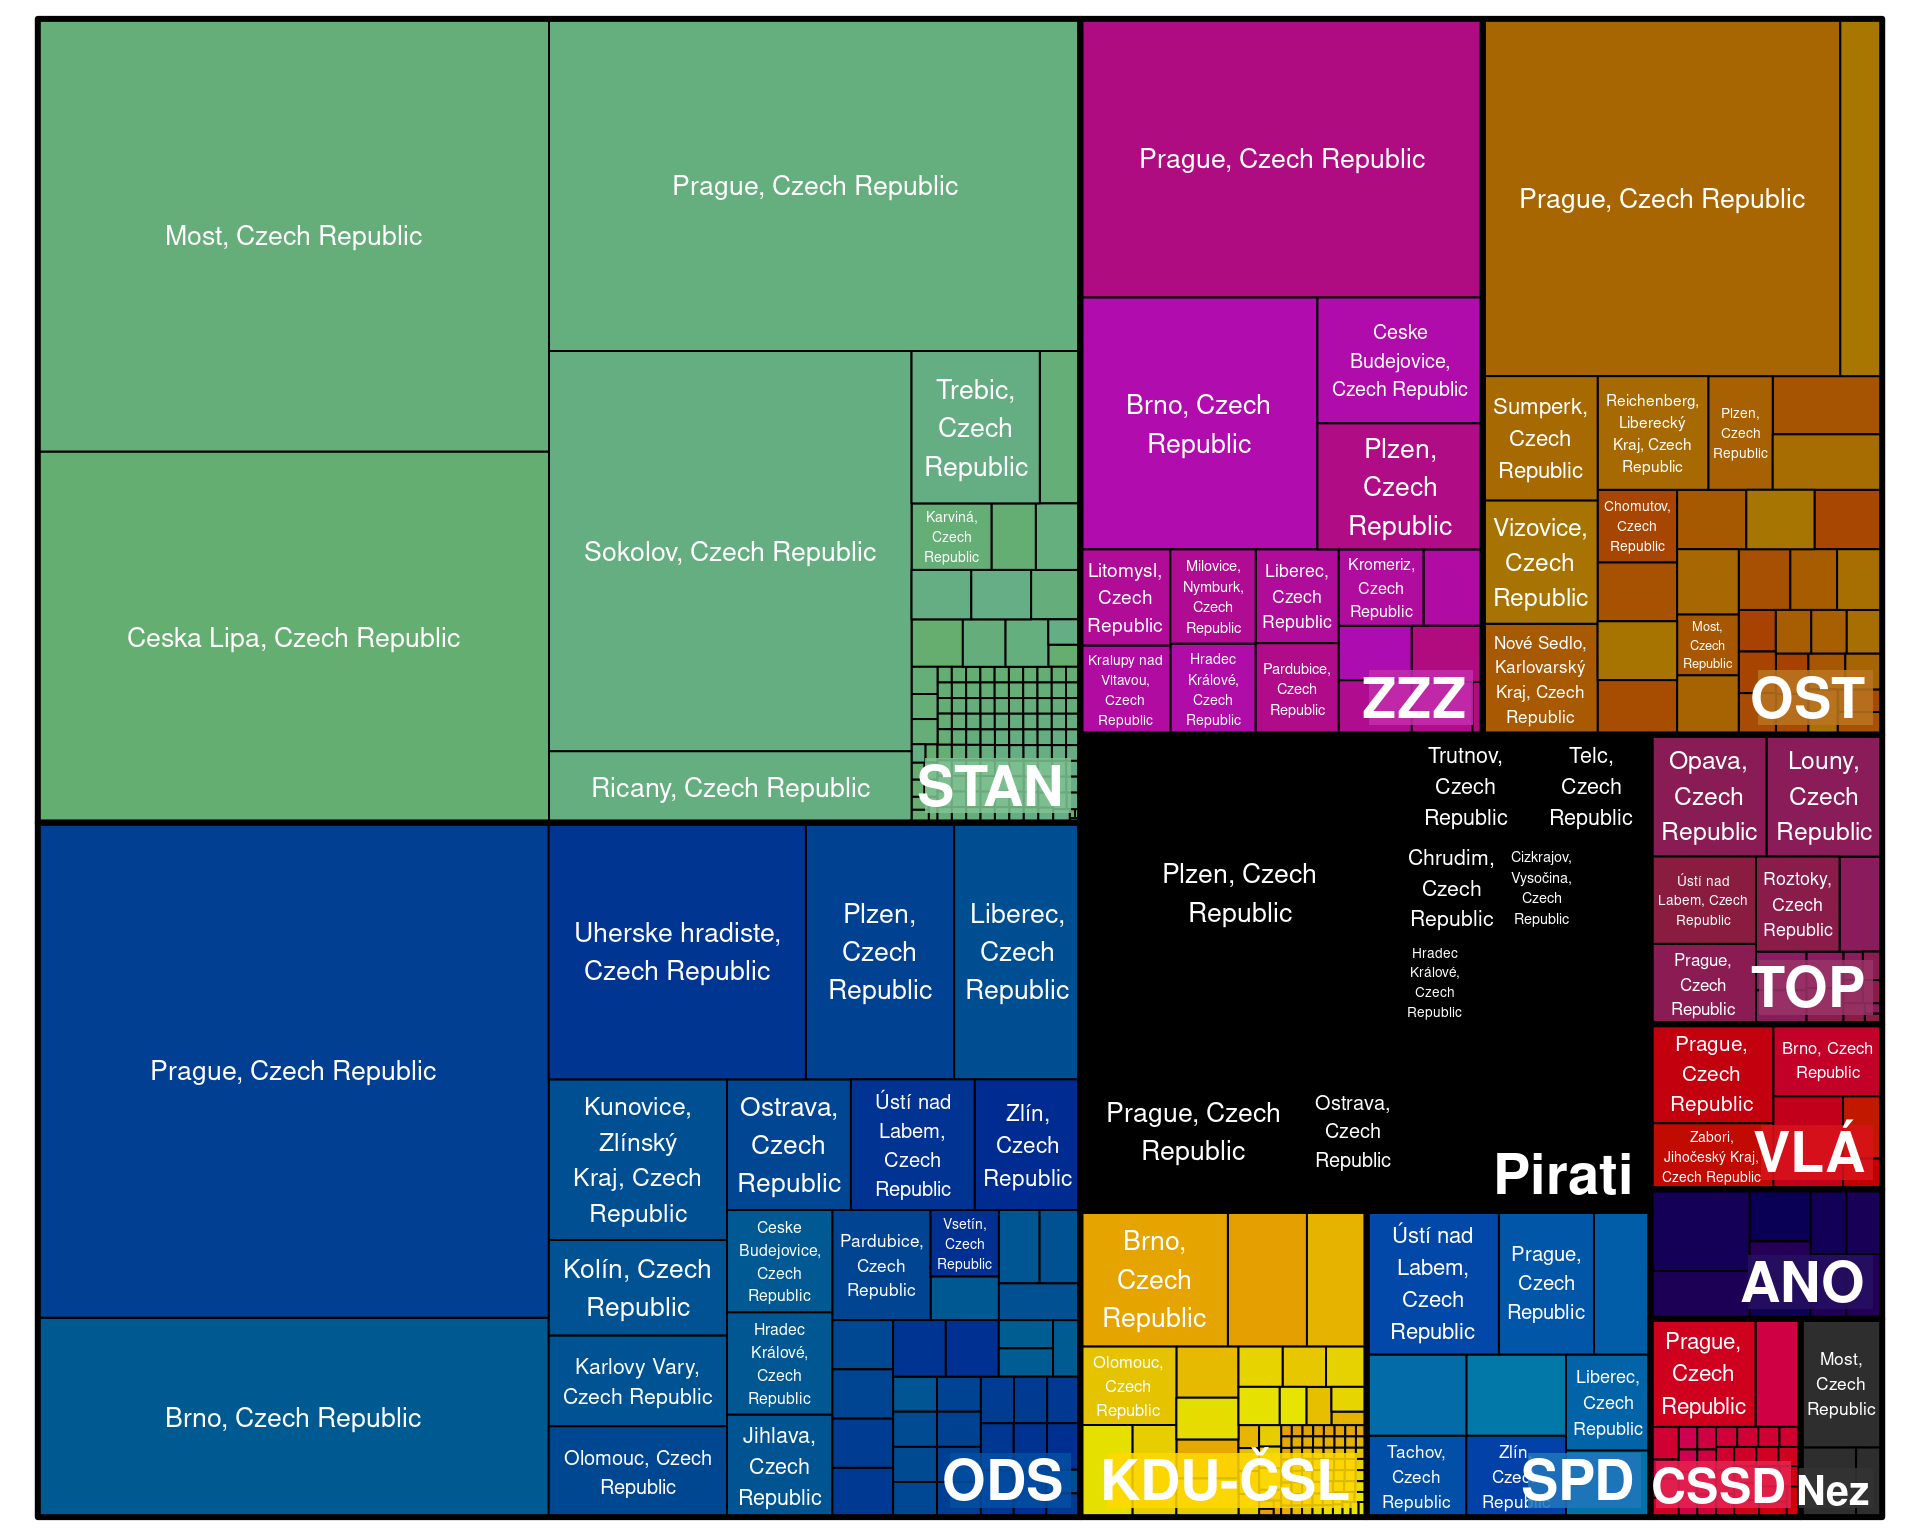 Most, Czech Republic
Ceska Lipa, Czech Republic
Prague, Czech Republic
Sokolov, Czech Republic
Ricany, Czech Republic
Trebic,
Czech
Republic
Karviná,
Czech
Republic
STAN
Prague, Czech Republic
Brno, Czech
Republic
Ceske
Budejovice,
Czech Republic
Plzen,
Czech
Republic
Litomysl,
Czech
Republic
Milovice,
Nymburk,
Czech
Republic
Liberec,
Czech
Republic
Kromeriz,
Czech
Republic
Kralupy nad
Vltavou,
Czech
Republic
Hradec
Králové,
Czech
Republic
Pardubice,
Czech
Republic
ZZZ
Prague, Czech Republic
Sumperk,
Czech
Republic
Reichenberg,
Liberecký
Kraj, Czech
Republic
Plzen,
Czech
Republic
Vizovice,
Czech
Republic
Chomutov,
Czech
Republic
Nové Sedlo,
Karlovarský
Kraj, Czech
Republic
Most,
Czech
Republic
OST
Prague, Czech Republic
Brno, Czech Republic
Uherske hradiste,
Czech Republic
Plzen,
Czech
Republic
Liberec,
Czech
Republic
Kunovice,
Zlínský
Kraj, Czech
Republic
Ostrava,
Czech
Republic
Ústí nad
Labem,
Czech
Republic
Zlín,
Czech
Republic
Kolín, Czech
Republic
Karlovy Vary,
Czech Republic
Olomouc, Czech
Republic
Ceske
Budejovice,
Czech
Republic
Pardubice,
Czech
Republic
Vsetín,
Czech
Republic
Hradec
Králové,
Czech
Republic
Jihlava,
Czech
Republic
ODS
Plzen, Czech
Republic
Trutnov,
Czech
Republic
Telc,
Czech
Republic
Chrudim,
Czech
Republic
Cizkrajov,
Vysočina,
Czech
Republic
Hradec
Králové,
Czech
Republic
Prague, Czech
Republic
Ostrava,
Czech
Republic
Pirati
Opava,
Czech
Republic
Louny,
Czech
Republic
Ústí nad
Labem, Czech
Republic
Roztoky,
Czech
Republic
Prague,
Czech
Republic
TOP
Prague,
Czech
Republic
Brno, Czech
Republic
Zabori,
Jihočeský Kraj,
Czech Republic
VLÁ
ANO
Brno,
Czech
Republic
Olomouc,
Czech
Republic
KDU-ČSL
Ústí nad
Labem,
Czech
Republic
Prague,
Czech
Republic
Liberec,
Czech
Republic
Tachov,
Czech
Republic
Zlín
SPD
Prague,
Czech
Republic
CSSD
Most,
Czech
Republic
Nez